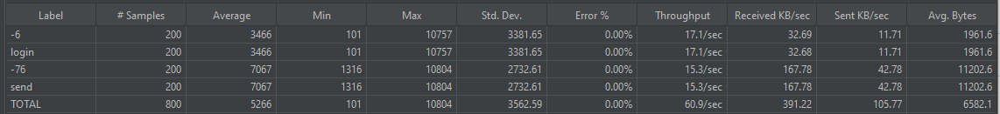 Label # Samples Average Min Max Std. Dev. Error % Throughput Received KB/sec Sent KB/sec Avg. Bytes
-6 200 3466 101 10757 3381.65 0.00% 17.1/sec 32.69 11.71 1961.6
login 200 3466 101 10757 3381.65 0.00% 17.1/sec 32.68 11.71 1961.6
-76 200 7067 1316 10804 2732.61 0.00% 15.3/sec 167.78 42.78 11202.6
send 200 7067 1316 10804 2732.61 0.00% 15.3/sec 167.78 42.78 11202.6
TOTAL 800 5266 101 10804 3562.59 0.00% 60.9/sec 391.22 105.77 6582.1